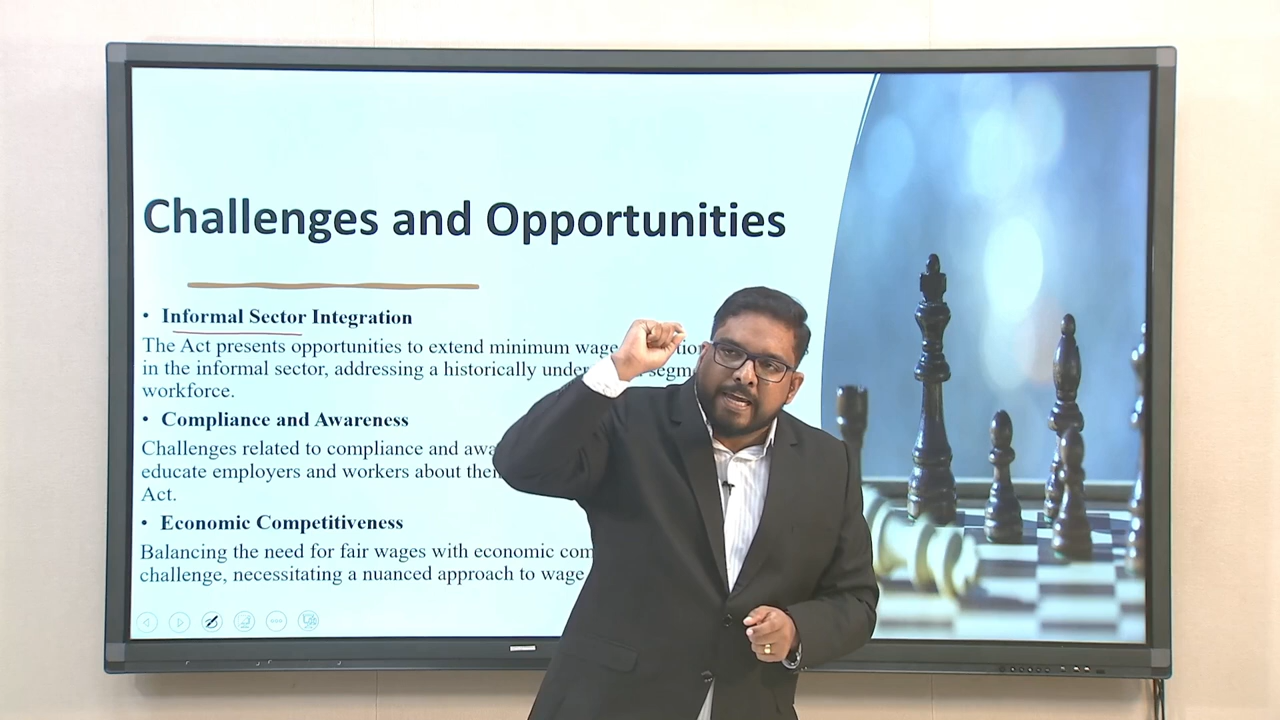 Challenges and Opportunities
• Informal Sector Integration
The Act presents opportunities to extend minimum wage
in the informal sector, addressing a historically
workforce.
• Compliance and Awareness
Challenges related to compliance and
educate employers and workers about
Act.
• Economic Competitiveness
Balancing the need for fair wages with economic
challenge, necessitating a nuanced approach to wage